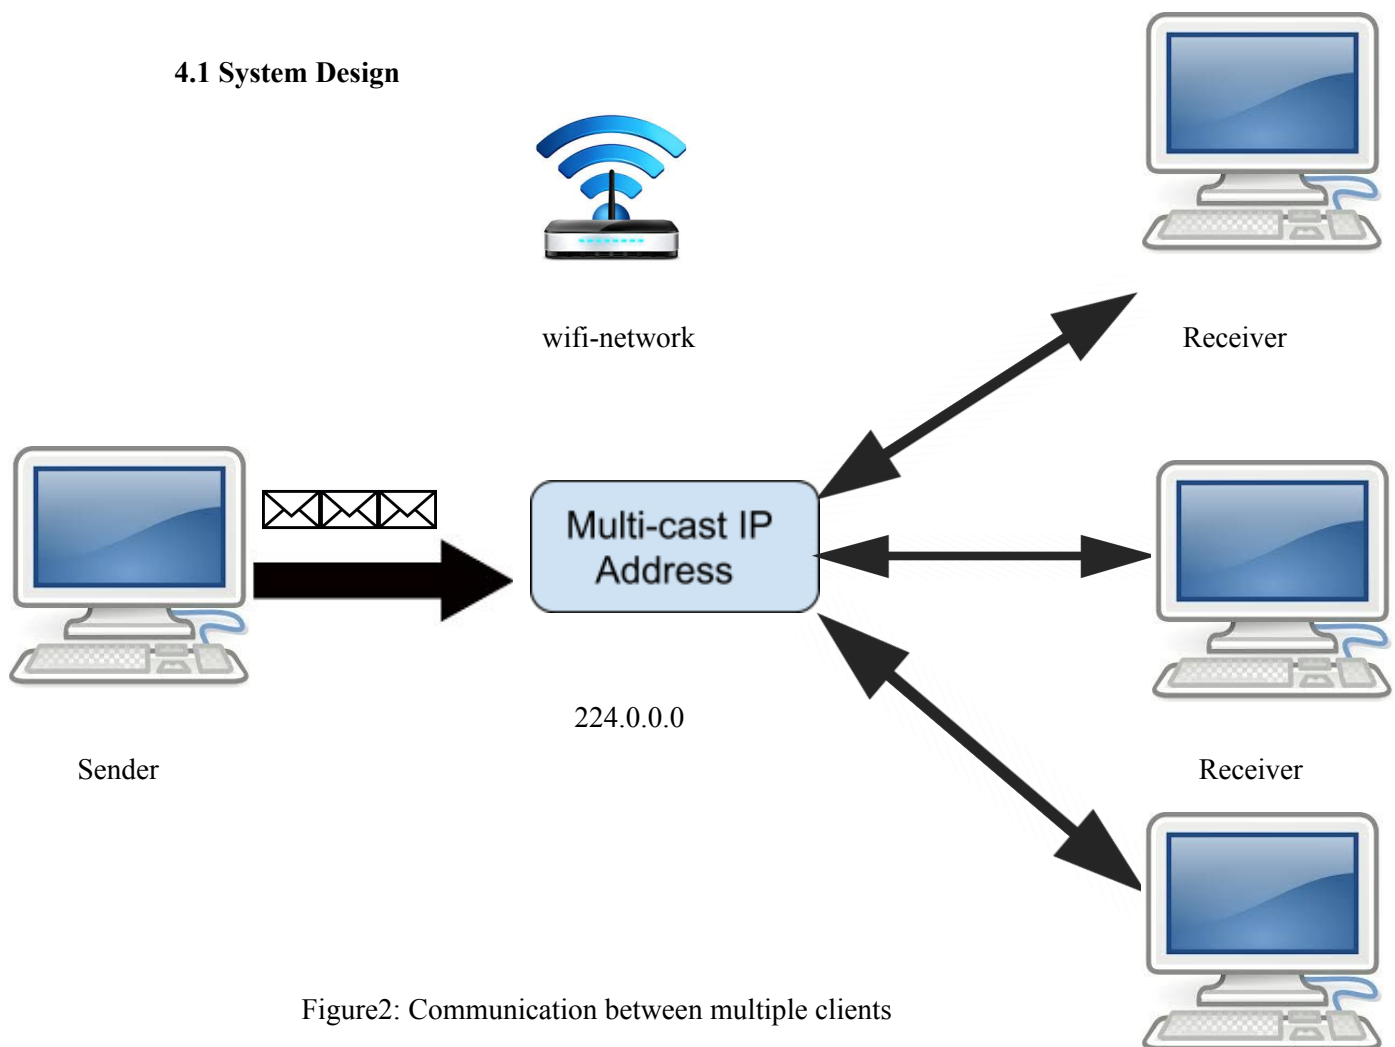 4.1 System Design
wifi-network
Receiver
Multi-cast IP
Address
224.0.0.0
Sender
Receiver
Figure2: Communication between multiple clients